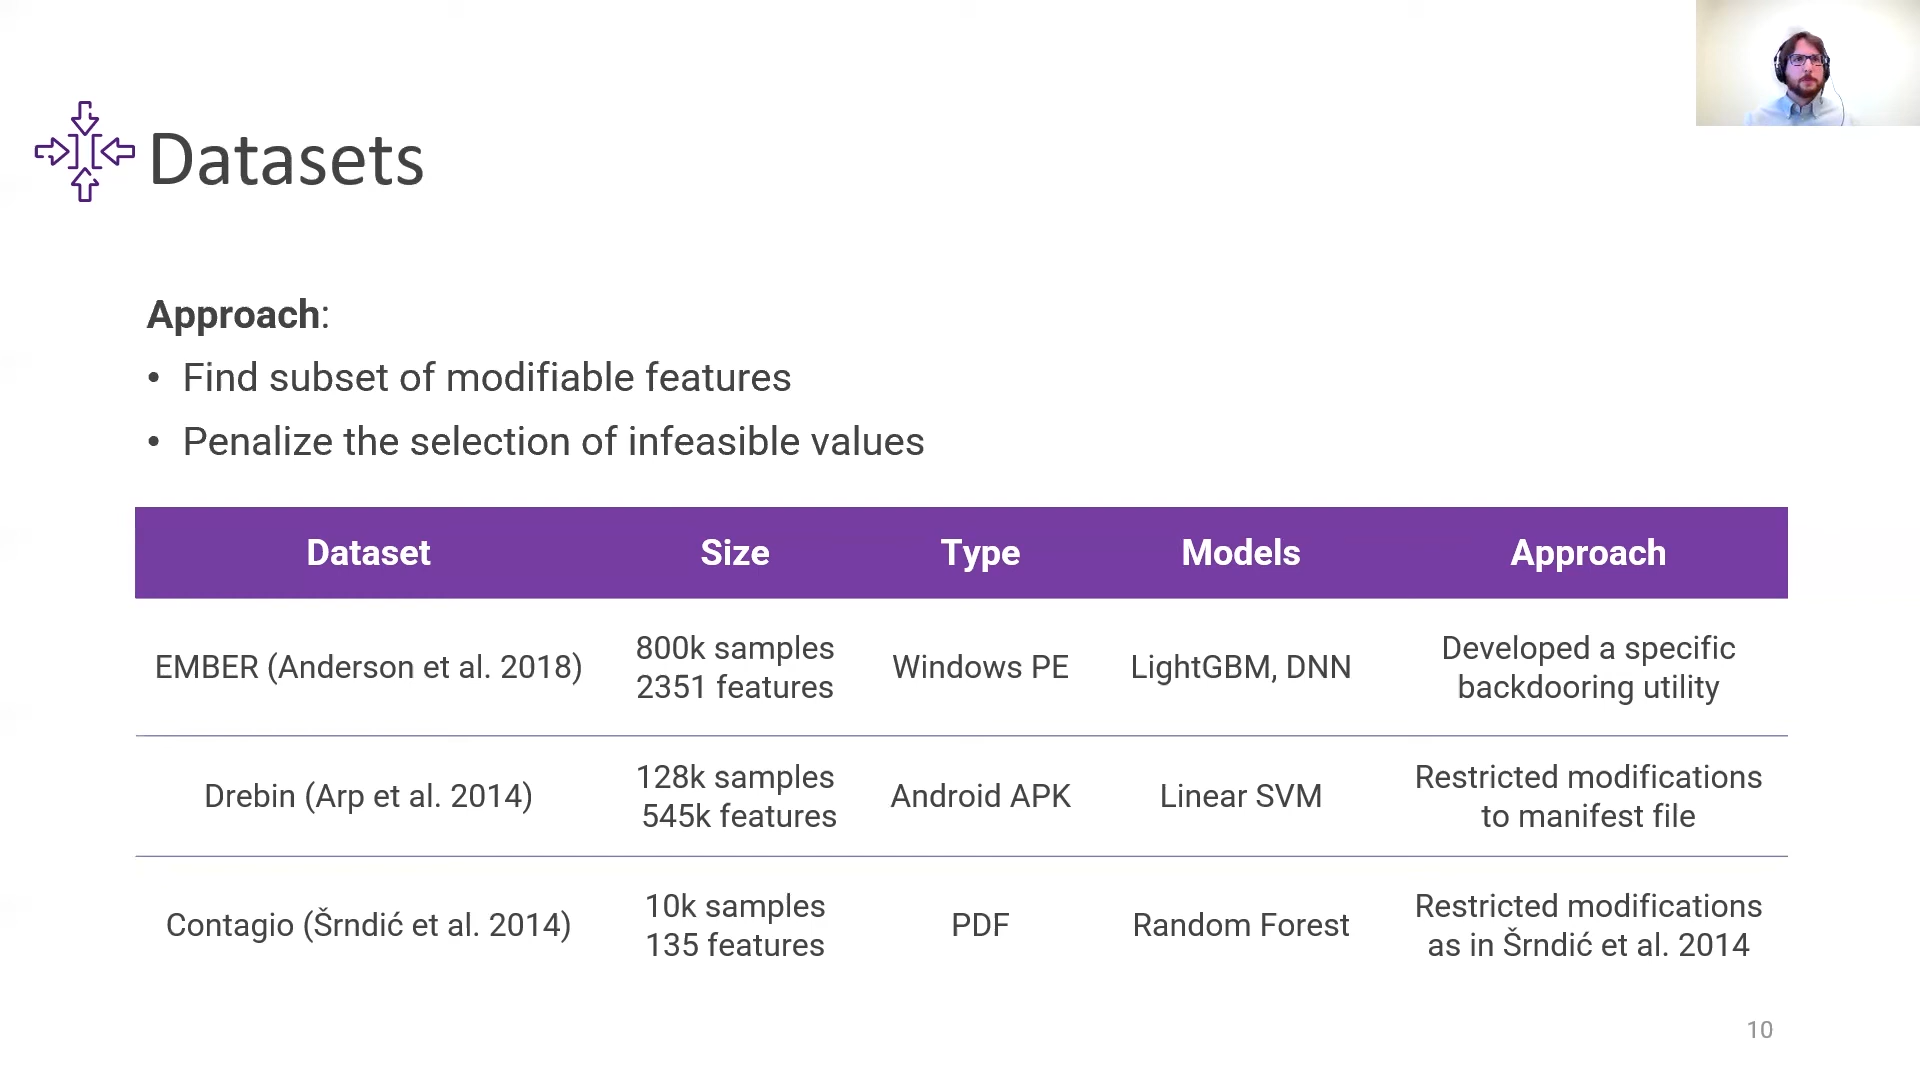 Datasets
Approach:
• Find subset of modifiable features
• Penalize the selection of infeasible values
Dataset Size Type Models Approach
EMBER (Anderson et al. 2018) 800k samples 2351 features Windows PE LightGBM, DNN Developed a specific backdooring utility
Drebin (Arp et al. 2014) 128k samples 545k features Android APK Linear SVM Restricted modifications to manifest file
Contagio (Šrndić et al. 2014) 10k samples 135 features PDF Random Forest Restricted modifications as in Šrndić et al. 2014
10